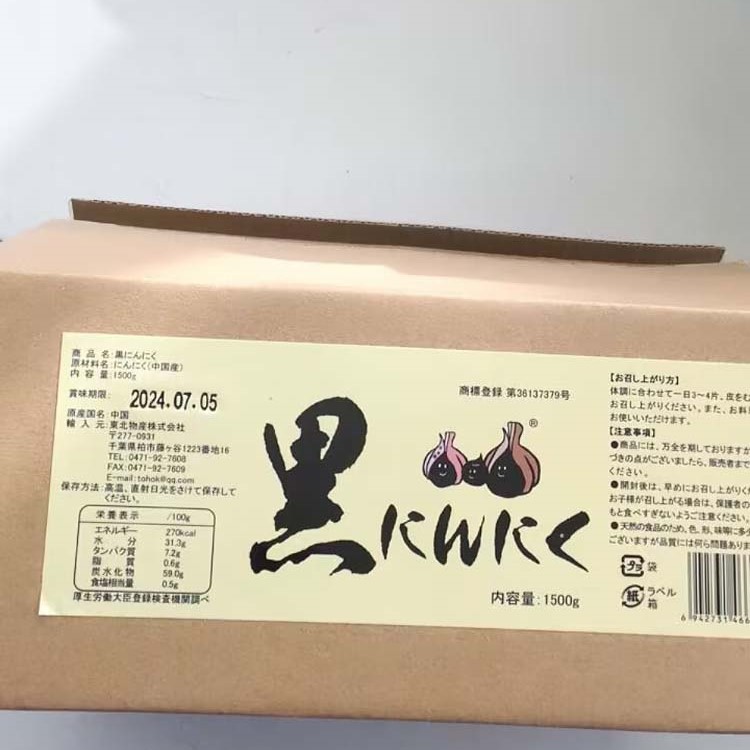 商 品 名:黒にんにく
原材料名:にんにく(中国産)
内 容 量:1500g
賞味期限: 2024.07.05
原産国名:中国
輸 入 元:東北物産株式会社
〒277-0931
千葉県柏市藤ヶ谷1223番地16
TEL:0471-92-7608
FAX:0471-92-7609
E-mail:tohok@qq.com
保存方法:高温、直射日光をさけて保存して
ください。
栄養表示 /100g
エネルギー 270kcal
水 分 31.3g
タンパク質 7.2g
脂 質 0.6g
炭水化物 59.0g
食塩相当量 0.5g
厚生労働大臣登録検査機関調べ
商標登録 第36137379号
®
黒にんにく
内容量:1500g
【お召し上がり方】
体調に合わせて一日3~4片、皮をむ
お召し上がりください。また、お料
使いいただけます。
【注意事項】
●商品には、万全を期しておりますか
づきの点がございましたら、販売者まで
ください。
●開封後は、早めにお召し上がりくだ
お子様が召し上がる場合は、保護者の
もと食べすぎないようご注意ください。
●天然の食品のため、色、形、味等に多少
ございますが品質には何ら問題ありま
プラ 袋
紙 ラベル
箱
6 942731 466